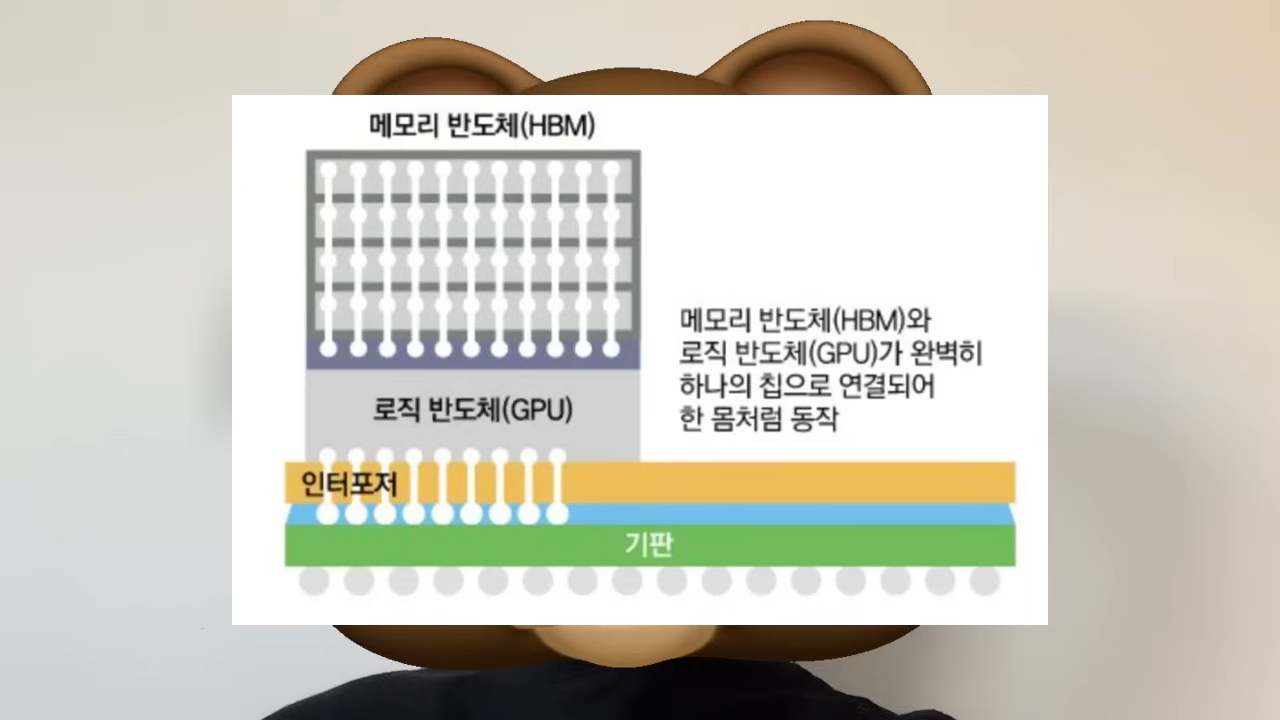 메모리 반도체(HBM)
메모리 반도체(HBM)와
로직 반도체(GPU)가 완벽히
하나의 칩으로 연결되어
한 몸처럼 동작
로직 반도체(GPU)
인터포저
기판